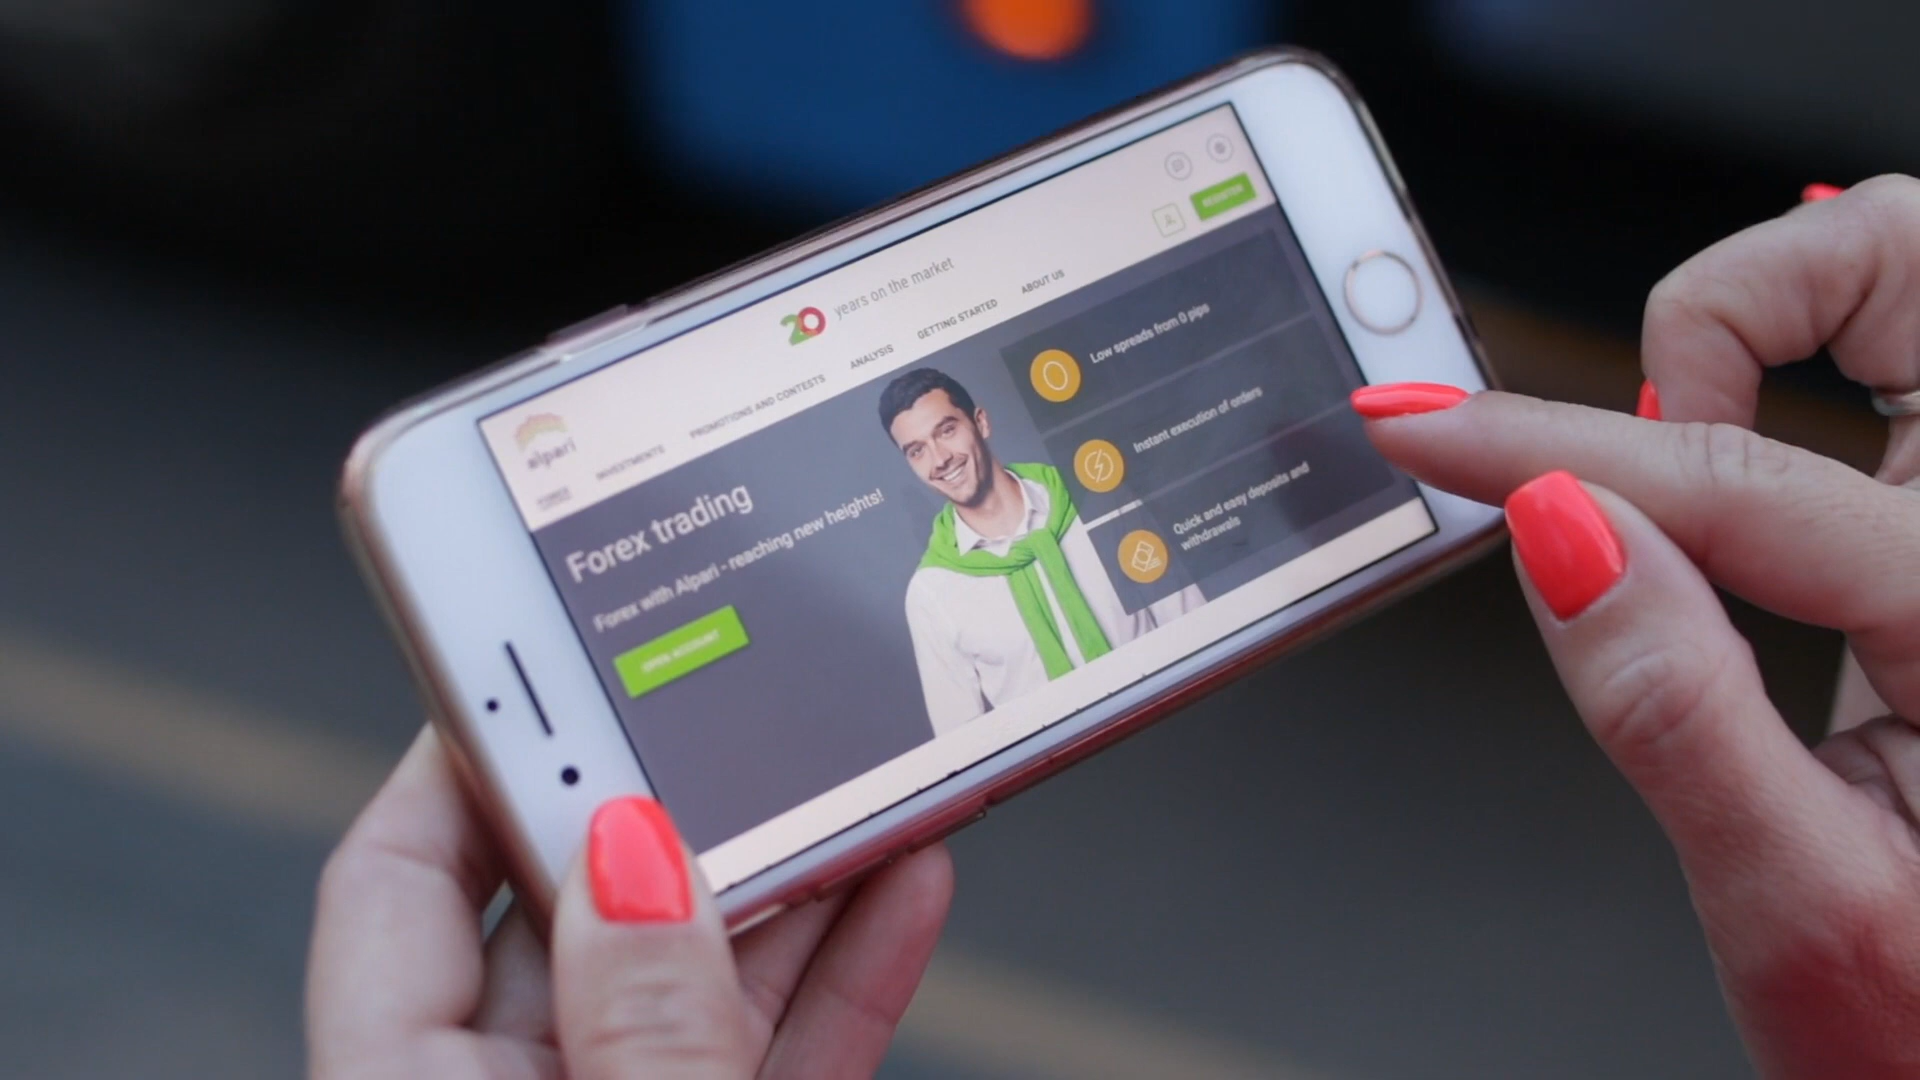 20 years on the market
REGISTER
alpari
FOREX
INVESTMENTS
PROMOTIONS AND CONTESTS
ANALYSIS
GETTING STARTED
ABOUT US
Forex trading
Forex with Alpari - reaching new heights!
OPEN ACCOUNT
Low spreads from 0 pips
Instant execution of orders
Quick and easy deposits and
withdrawals